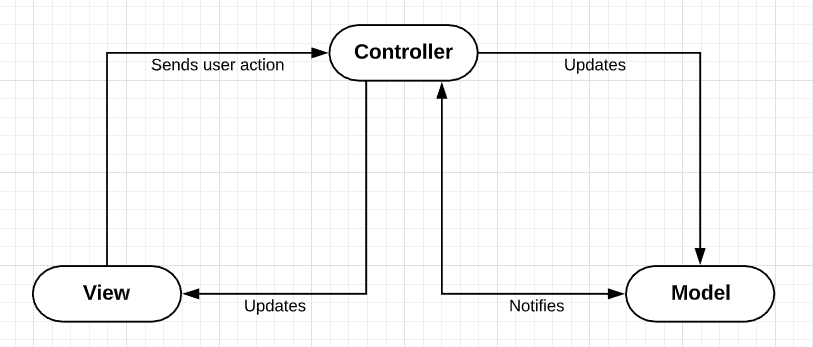 Controller
Sends user action
Updates
View
Updates
Notifies
Model